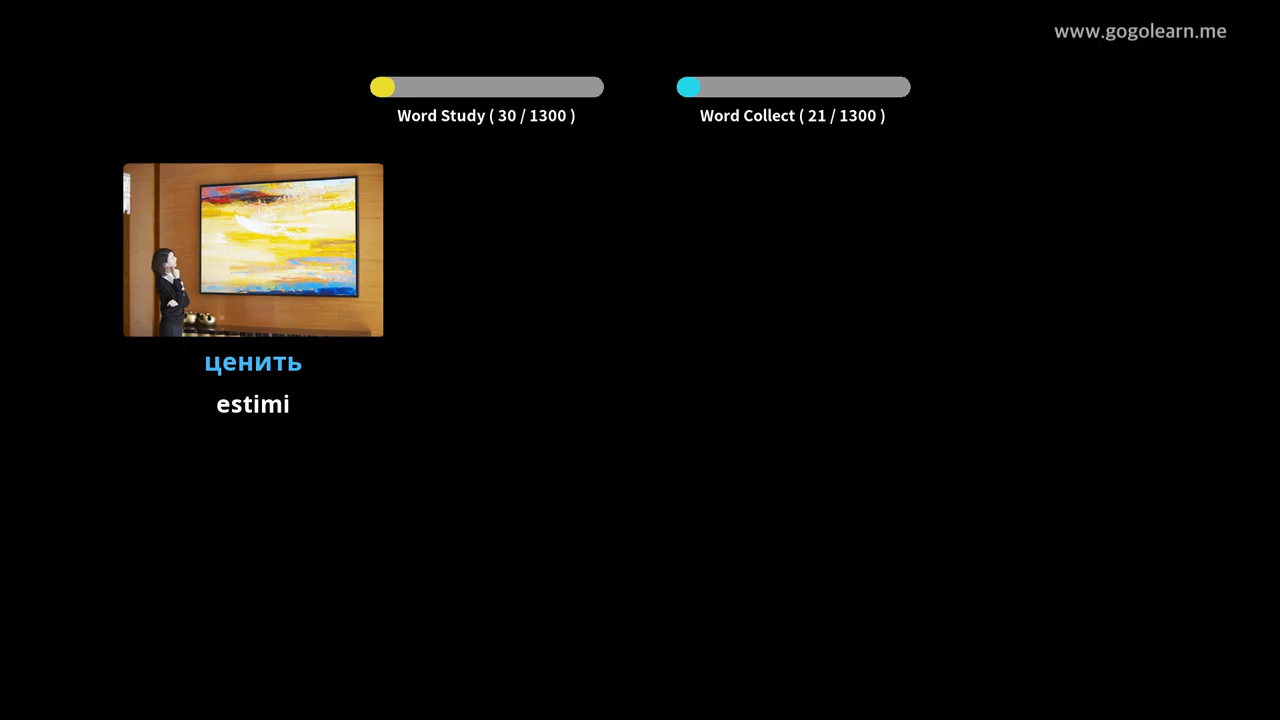 www.gogolearn.me
Word Study ( 30 / 1300 )
Word Collect ( 21 / 1300 )
ценить
estimi